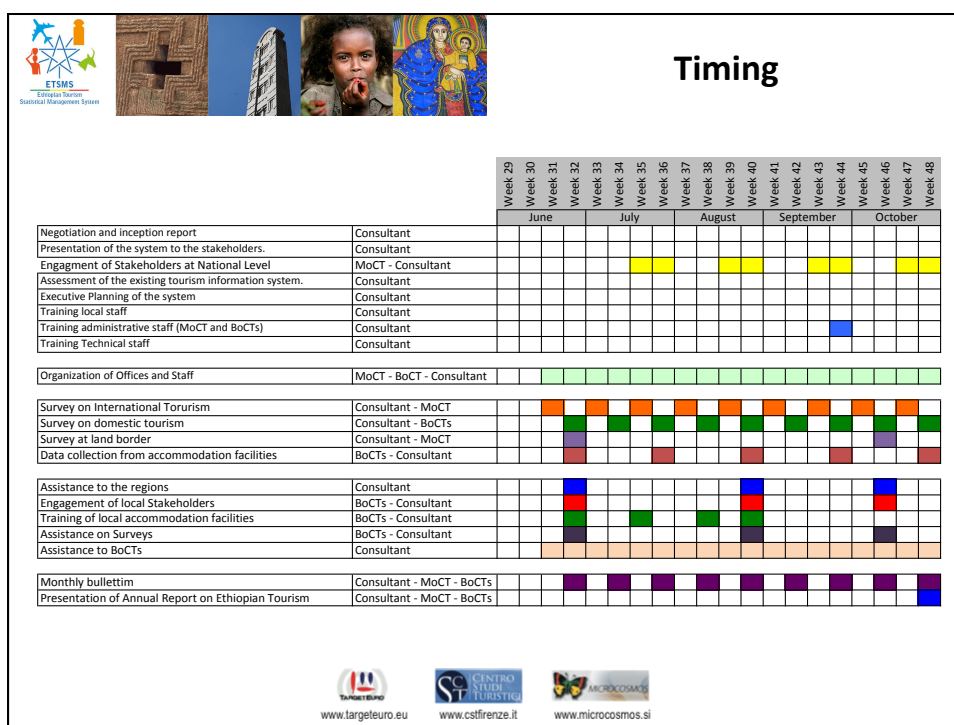 ETSMS
Ethiopian Tourism
Statistical Management System
Timing
Week 29
Week 30
Week 31
Week 32
Week 33
Week 34
Week 35
Week 36
Week 37
Week 38
Week 39
Week 40
Week 41
Week 42
Week 43
Week 44
Week 45
Week 46
Week 47
Week 48
June July August September October
Negotiation and inception report Consultant
Presentation of the system to the stakeholders. Consultant
Engagment of Stakeholders at National Level MoCT - Consultant
Assessment of the existing tourism information system. Consultant
Executive Planning of the system Consultant
Training local staff Consultant
Training administrative staff (MoCT and BoCTs) Consultant
Training Technical staff Consultant
Organization of Offices and Staff MoCT - BoCT - Consultant
Survey on International Torurism Consultant - MoCT
Survey on domestic tourism Consultant - BoCTs
Survey at land border Consultant - MoCT
Data collection from accommodation facilities BoCTs - Consultant
Assistance to the regions Consultant
Engagement of local Stakeholders BoCTs - Consultant
Training of local accommodation facilities BoCTs - Consultant
Assistance on Surveys BoCTs - Consultant
Assistance to BoCTs Consultant
Monthly bullettim Consultant - MoCT - BoCTs
Presentation of Annual Report on Ethiopian Tourism Consultant - MoCT - BoCTs
TARGETEURO
www.targeteuro.eu
CENTRO
STUDI
TURISTICI
www.cstfirenze.it
MICROCOSMOS
www.microcosmos.si